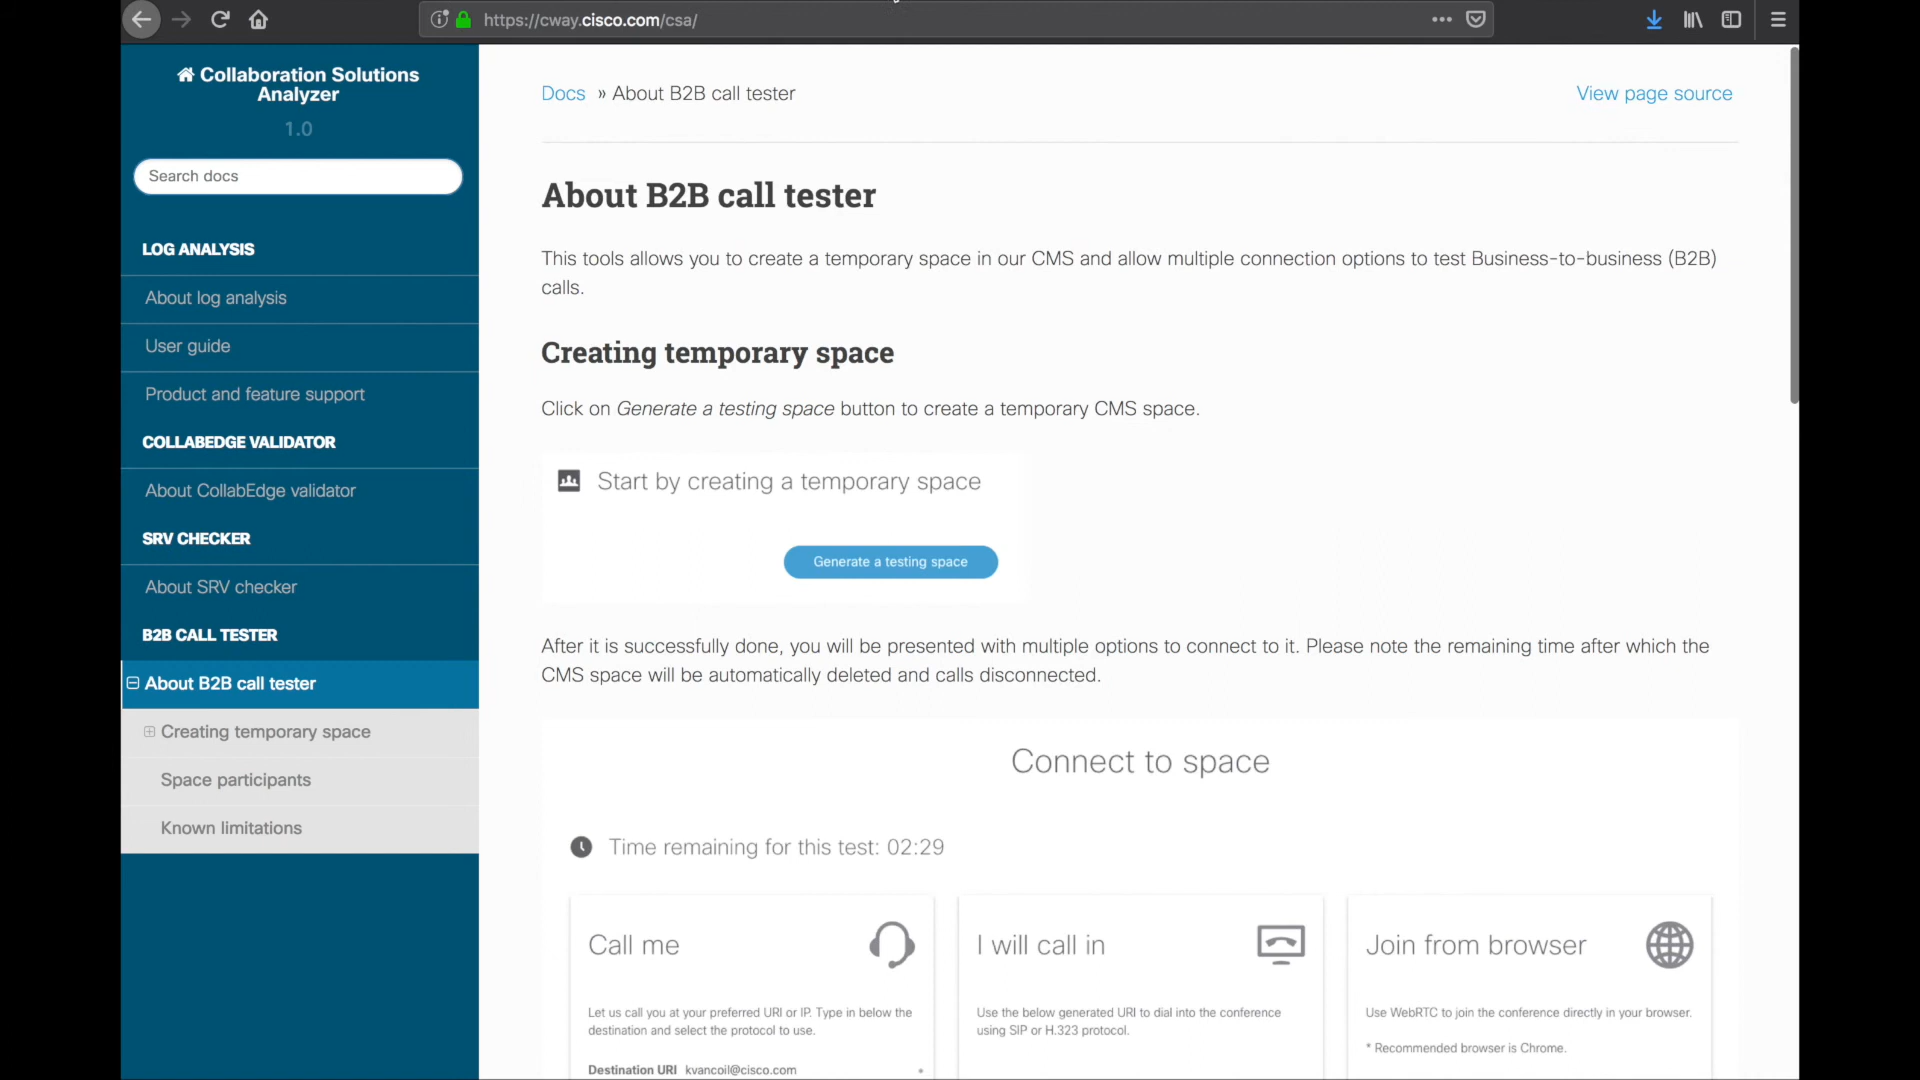 https://cway.cisco.com/csa/
Collaboration Solutions
Analyzer
1.0
Search docs
LOG ANALYSIS
About log analysis
User guide
Product and feature support
COLLABEDGE VALIDATOR
About CollabEdge validator
SRV CHECKER
About SRV checker
B2B CALL TESTER
About B2B call tester
Creating temporary space
Space participants
Known limitations
Docs » About B2B call tester
View page source
About B2B call tester
This tools allows you to create a temporary space in our CMS and allow multiple connection options to test Business-to-business (B2B)
calls.
Creating temporary space
Click on Generate a testing space button to create a temporary CMS space.
Start by creating a temporary space
Generate a testing space
After it is successfully done, you will be presented with multiple options to connect to it. Please note the remaining time after which the
CMS space will be automatically deleted and calls disconnected.
Connect to space
Time remaining for this test: 02:29
Call me
Let us call you at your preferred URI or IP. Type in below the
destination and select the protocol to use.
Destination URI kvancoil@cisco.com
I will call in
Use the below generated URI to dial into the conference
using SIP or H.323 protocol.
Join from browser
Use WebRTC to join the conference directly in your browser.
* Recommended browser is Chrome.